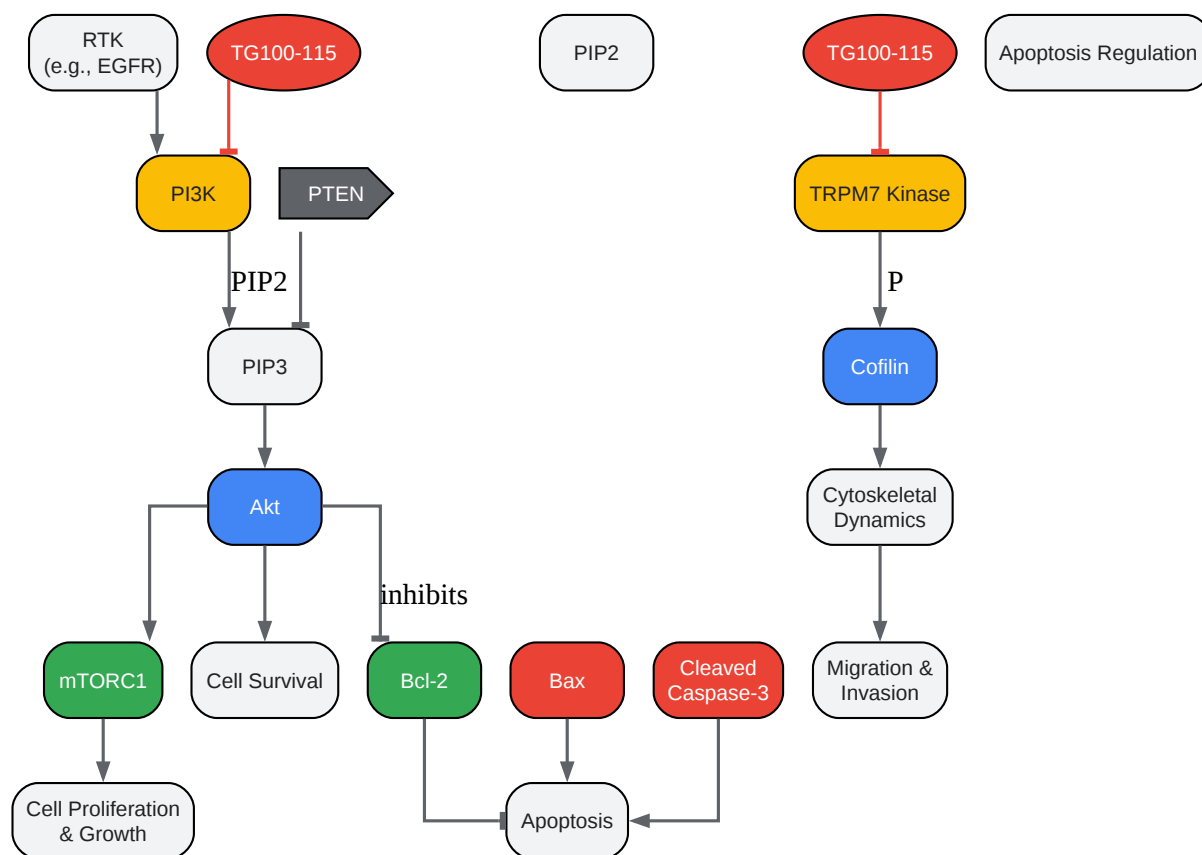 RTK
(e.g., EGFR)
TG100-115
PIP2
TG100-115
Apoptosis Regulation
PI3K
PTEN
TRPM7 Kinase
PIP2
P
PIP3
Cofilin
Akt
Cytoskeletal
Dynamics
inhibits
mTORC1
Cell Survival
Bcl-2
Bax
Cleaved
Caspase-3
Migration &
Invasion
Cell Proliferation
& Growth
Apoptosis